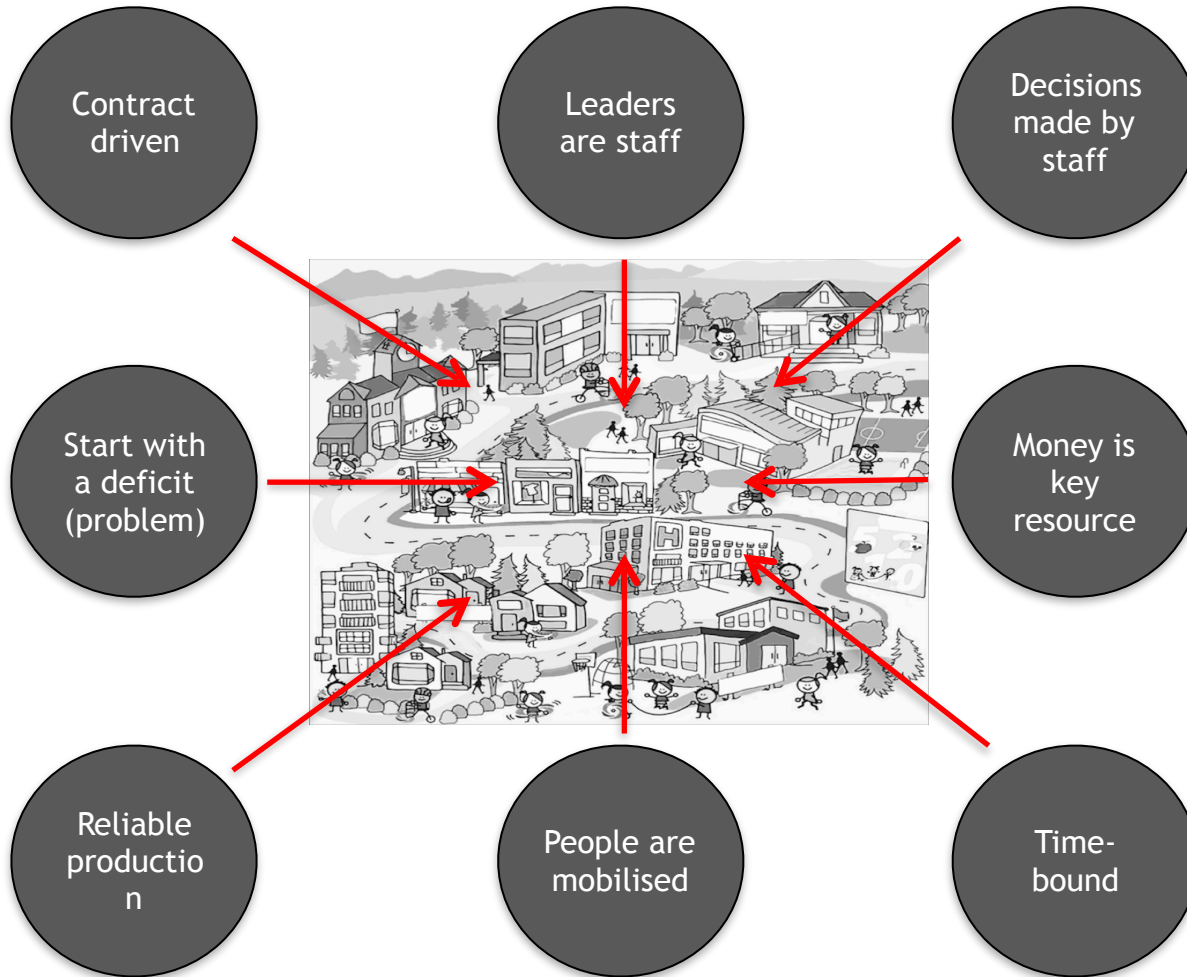 Contract
driven
Leaders
are staff
Decisions
made by
staff
Start with
a deficit
(problem)
Money is
key
resource
H
Reliable
productio
n
People are
mobilised
Time-
bound